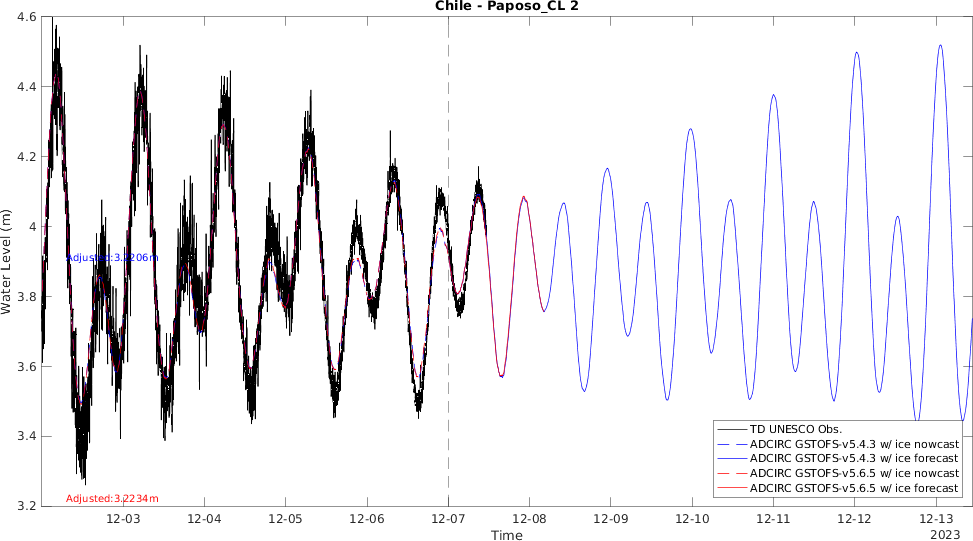 Chile - Paposo_CL 2
4.6
4.4
4.2
4
3.8
3.6
3.4
3.2
Water Level (m)
Adjusted:3.2206m
Adjusted:3.2234m
TD UNESCO Obs.
ADCIRC GSTOFS-v5.4.3 w/ ice nowcast
ADCIRC GSTOFS-v5.4.3 w/ ice forecast
ADCIRC GSTOFS-v5.6.5 w/ ice nowcast
ADCIRC GSTOFS-v5.6.5 w/ ice forecast
12-03 12-04 12-05 12-06 12-07 12-08 12-09 12-10 12-11 12-12 12-13
Time
2023